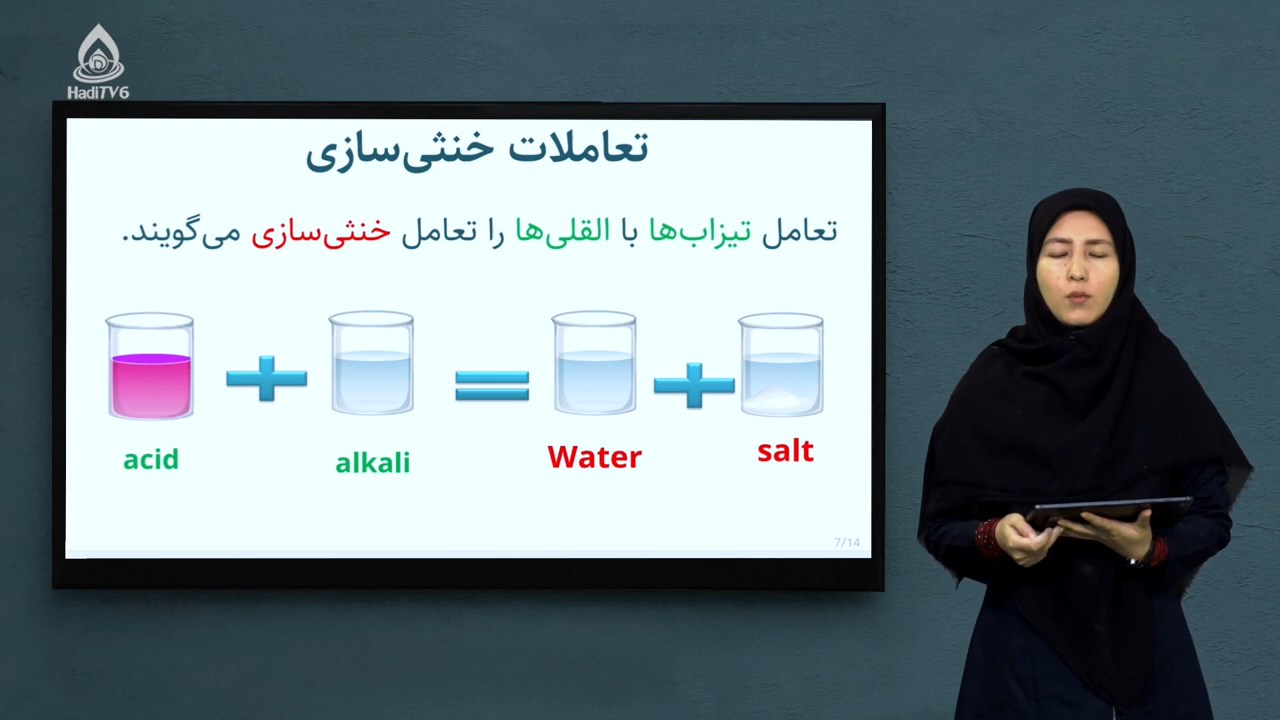 HadiTV6
تعاملات خنثی‌سازی
تعامل تیزاب‌ها با القلی‌ها را تعامل خنثی‌سازی می‌گویند.
acid
alkali
Water
salt
7/14